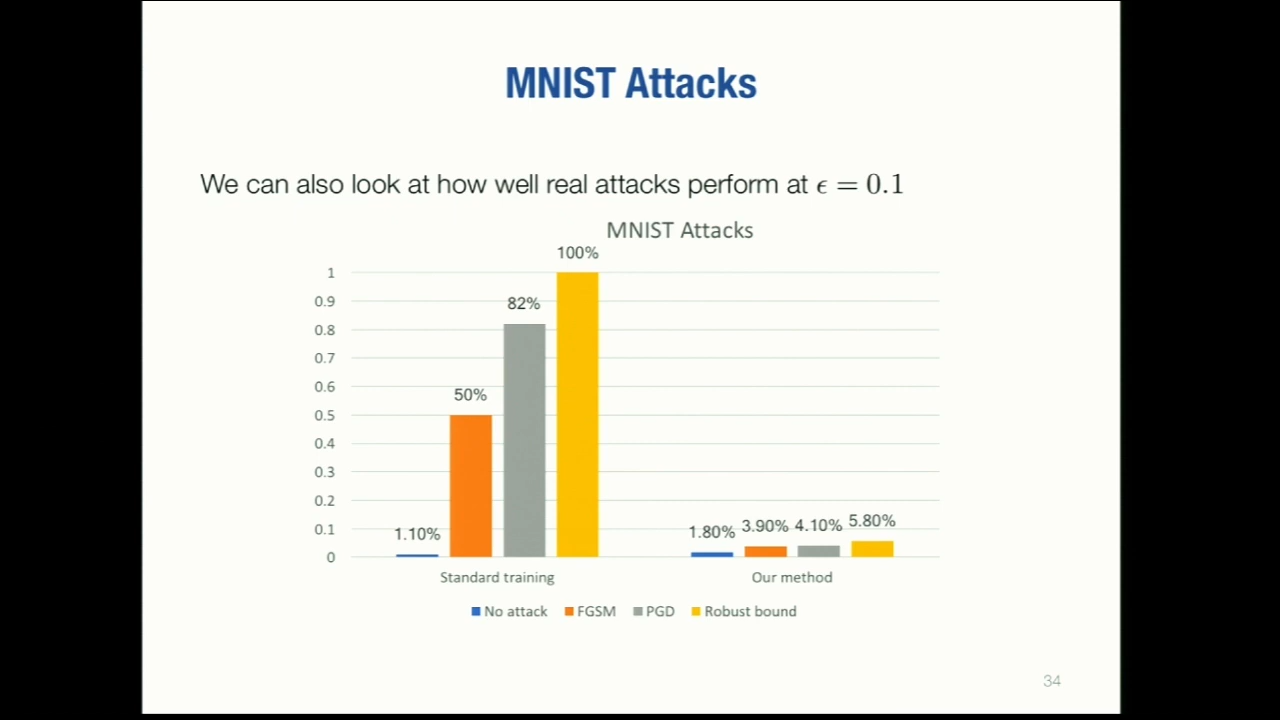 MNIST Attacks
We can also look at how well real attacks perform at ϵ = 0.1
MNIST Attacks
100%
1
0.9
82%
0.8
0.7
0.6
50%
0.5
0.4
0.3
0.2
0.1
1.10%
1.80% 3.90% 4.10% 5.80%
0
Standard training
Our method
No attack FGSM PGD Robust bound
34